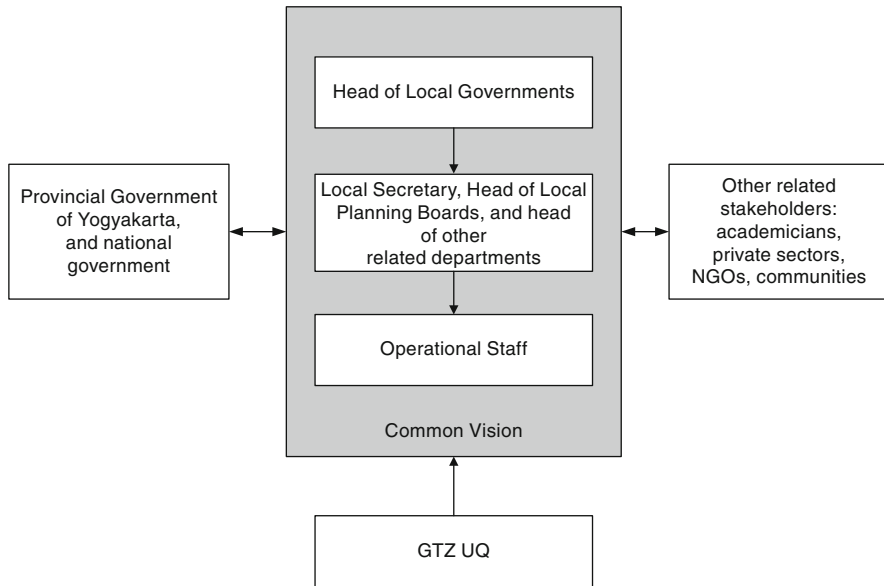 Head of Local Governments
Provincial Government
of Yogyakarta,
and national
government
Local Secretary, Head of Local
Planning Boards, and head
of other
related departments
Other related
stakeholders:
academicians,
private sectors,
NGOs, communities
Operational Staff
Common Vision
GTZ UQ